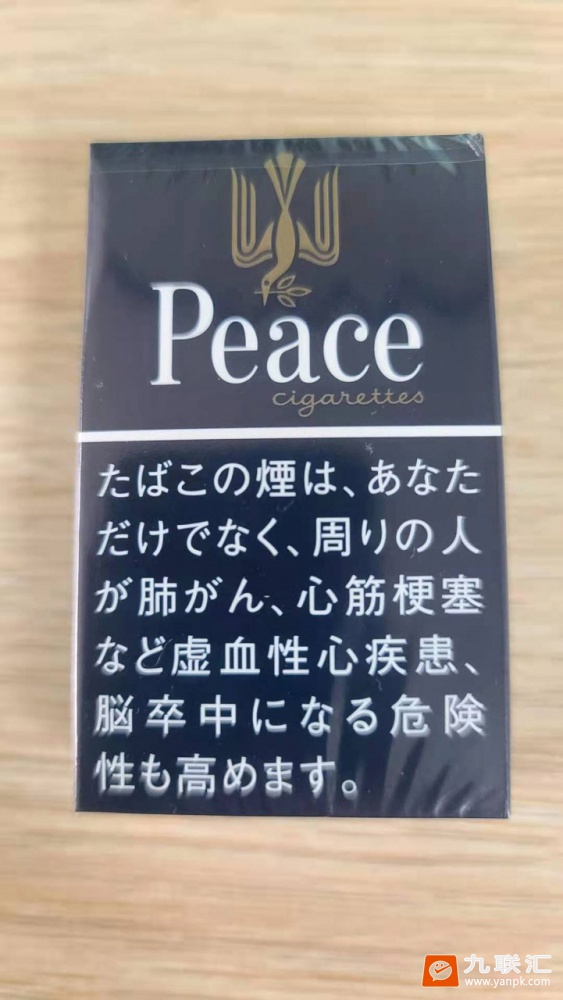 Peace
cigarettes
たばこの煙は、あなた
だけでなく、周りの人
が肺がん、心筋梗塞
など虚血性心疾患、
脳卒中になる危険
性も高めます。
九联汇
www.yanpk.com